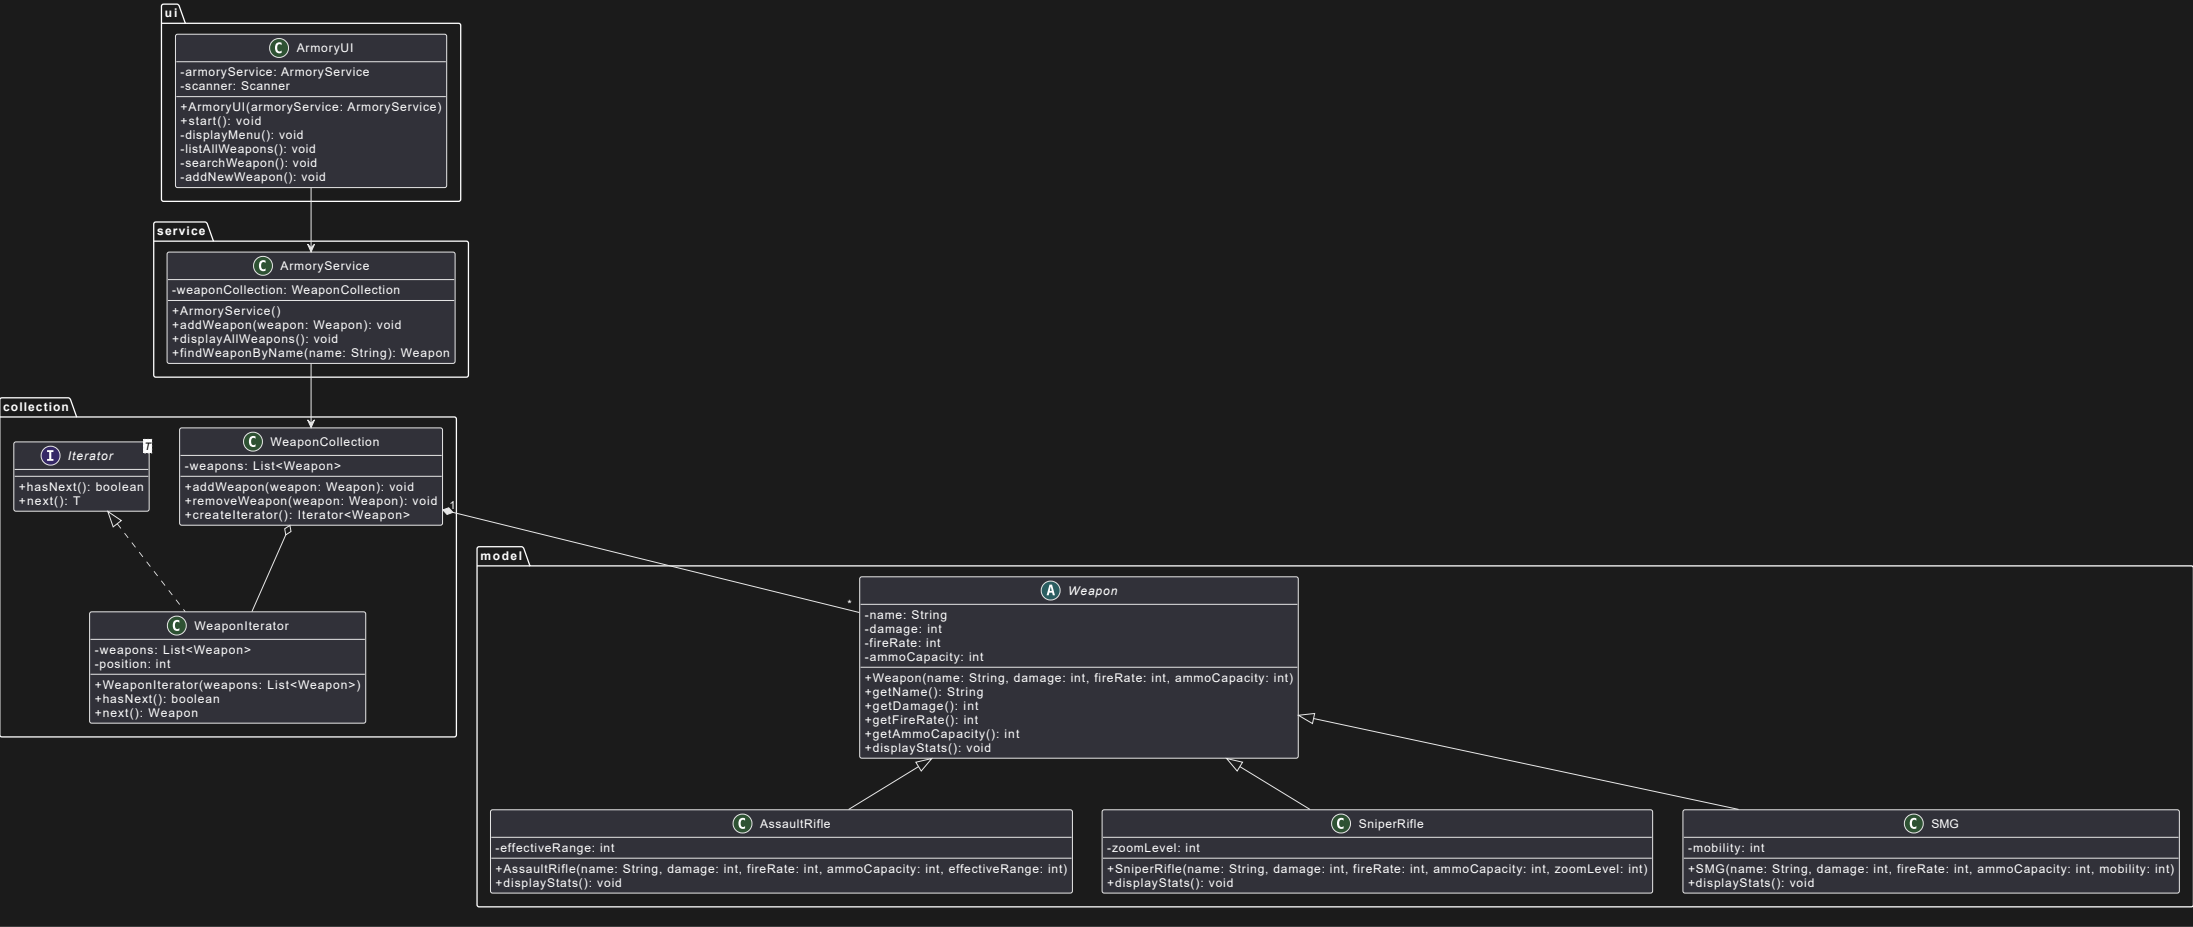 ui
C ArmoryUI
-armoryService: ArmoryService
-scanner: Scanner
+ArmoryUI(armoryService: ArmoryService)
+start(): void
-displayMenu(): void
-listAllWeapons(): void
-searchWeapon(): void
-addNewWeapon(): void
service
C ArmoryService
-weaponCollection: WeaponCollection
+ArmoryService()
+addWeapon(weapon: Weapon): void
+displayAllWeapons(): void
+findWeaponByName(name: String): Weapon
collection
I Iterator
T
+hasNext(): boolean
+next(): T
C WeaponCollection
-weapons: List<Weapon>
+addWeapon(weapon: Weapon): void
+removeWeapon(weapon: Weapon): void
+createIterator(): Iterator<Weapon>
1
*
C WeaponIterator
-weapons: List<Weapon>
-position: int
+WeaponIterator(weapons: List<Weapon>)
+hasNext(): boolean
+next(): Weapon
model
A Weapon
-name: String
-damage: int
-fireRate: int
-ammoCapacity: int
+Weapon(name: String, damage: int, fireRate: int, ammoCapacity: int)
+getName(): String
+getDamage(): int
+getFireRate(): int
+getAmmoCapacity(): int
+displayStats(): void
C AssaultRifle
-effectiveRange: int
+AssaultRifle(name: String, damage: int, fireRate: int, ammoCapacity: int, effectiveRange: int)
+displayStats(): void
C SniperRifle
-zoomLevel: int
+SniperRifle(name: String, damage: int, fireRate: int, ammoCapacity: int, zoomLevel: int)
+displayStats(): void
C SMG
-mobility: int
+SMG(name: String, damage: int, fireRate: int, ammoCapacity: int, mobility: int)
+displayStats(): void